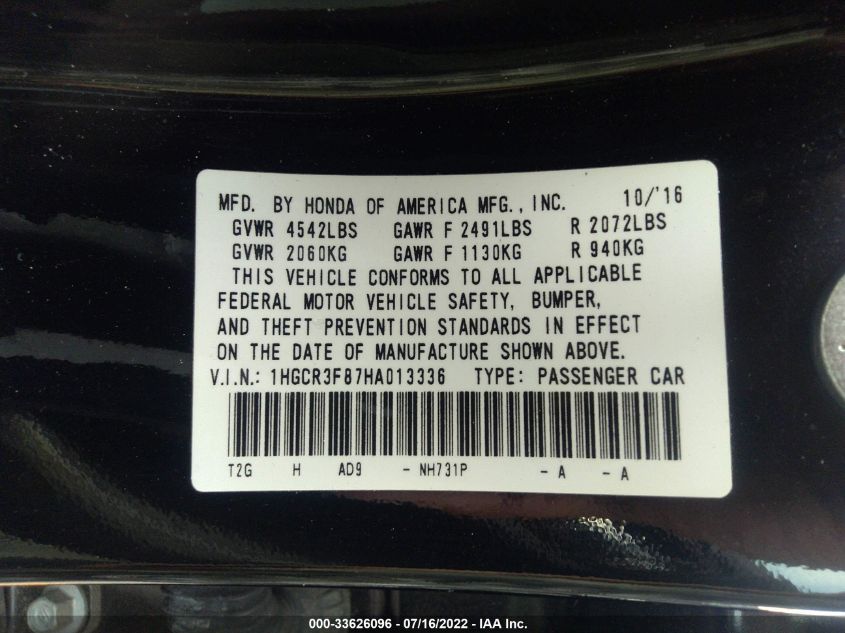 MFD. BY HONDA OF AMERICA MFG., INC. 10/'16
GVWR 4542LBS GAWR F 2491LBS R 2072LBS
GVWR 2060KG GAWR F 1130KG R 940KG
THIS VEHICLE CONFORMS TO ALL APPLICABLE
FEDERAL MOTOR VEHICLE SAFETY, BUMPER,
AND THEFT PREVENTION STANDARDS IN EFFECT
ON THE DATE OF MANUFACTURE SHOWN ABOVE.
V.I.N.: 1HGCR3F87HA013336 TYPE: PASSENGER CAR
T2G H AD9 - NH731P - A - A
000-33626096 - 07/16/2022 - IAA Inc.